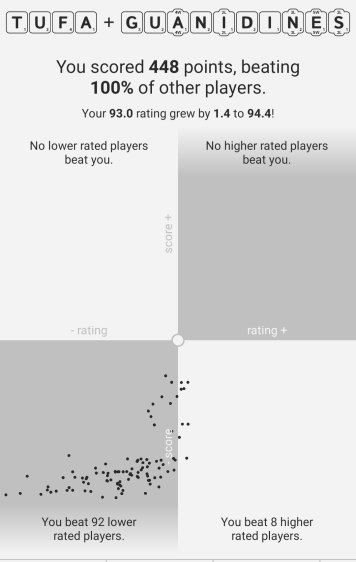 TUFA + GUANIDINES
You scored 448 points, beating
100% of other players.
Your 93.0 rating grew by 1.4 to 94.4!
No lower rated players
beat you.
No higher rated players
beat you.
score +
- rating
rating +
score
You beat 92 lower
rated players.
You beat 8 higher
rated players.